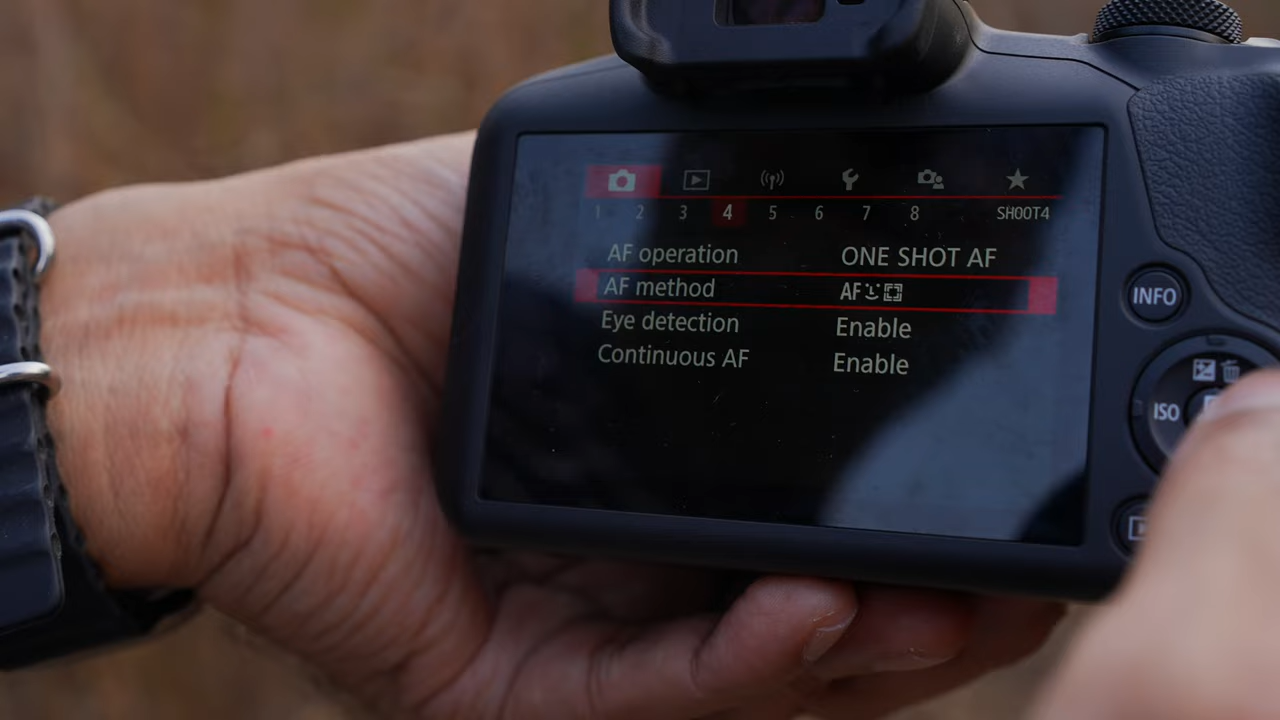 1 2 3 4 5 6 7 8 SHOOT4
AF operation ONE SHOT AF
AF method AF
Eye detection Enable
Continuous AF Enable
INFO
ISO